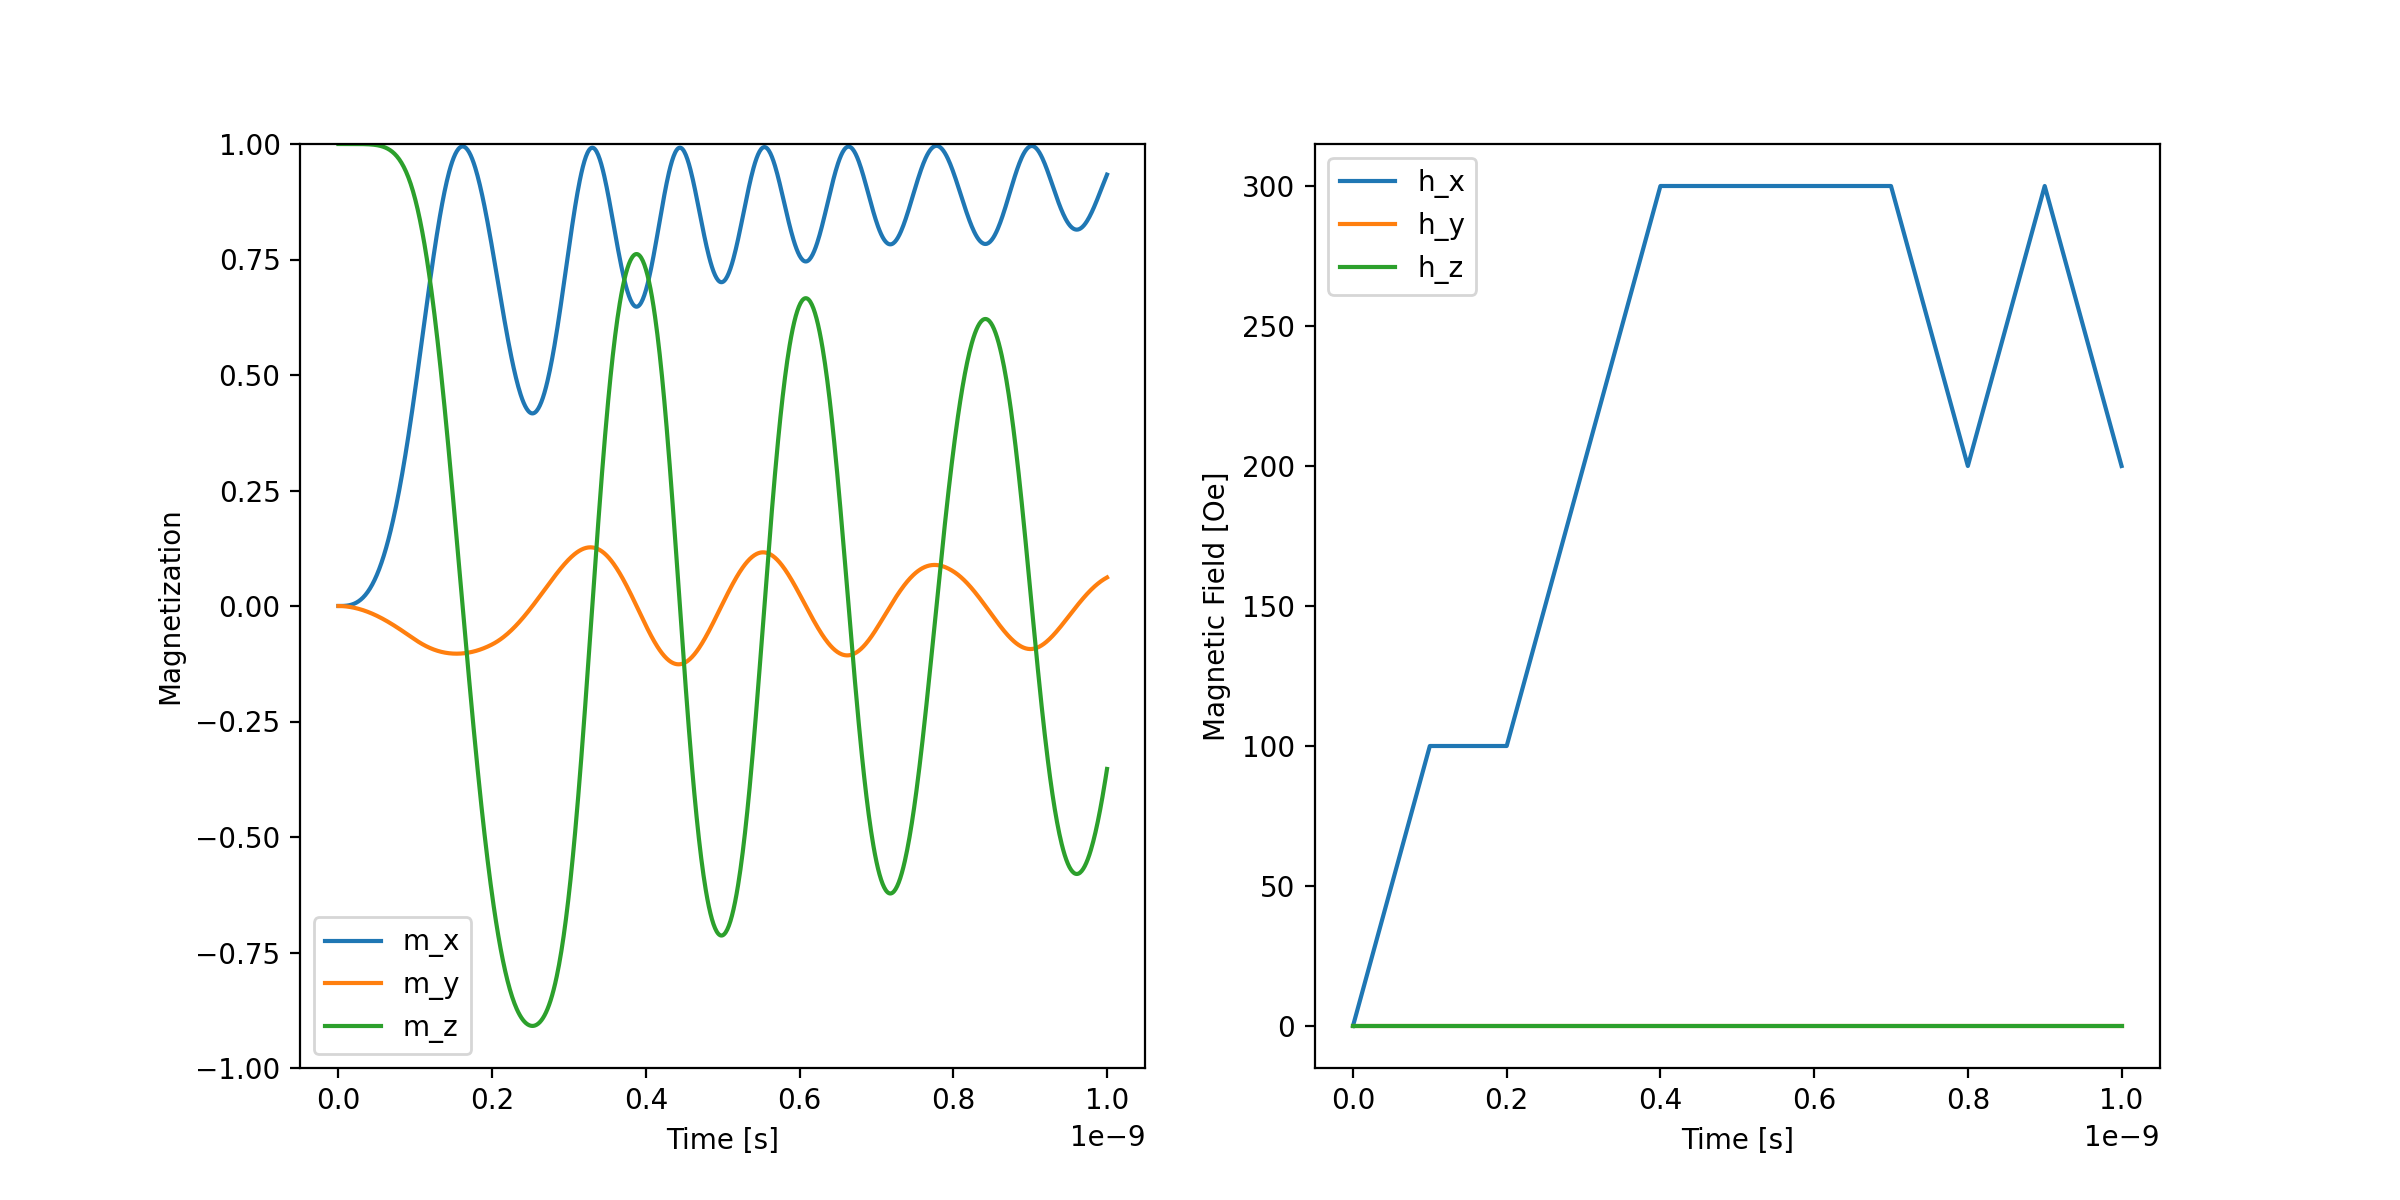 1.00
0.75
0.50
0.25
0.00
−0.25
−0.50
−0.75
−1.00
Magnetization
m_x
m_y
m_z
0.0 0.2 0.4 0.6 0.8 1.0
Time [s]
1e−9
300
250
200
150
100
50
0
Magnetic Field [Oe]
h_x
h_y
h_z
0.0 0.2 0.4 0.6 0.8 1.0
Time [s]
1e−9